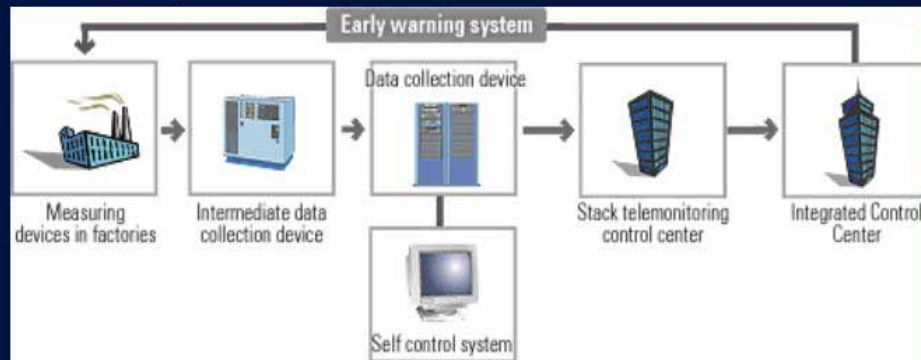 Early warning system
Data collection device
Measuring
devices in factories
Intermediate data
collection device
Stack telemonitoring
control center
Integrated Control
Center
Self control system